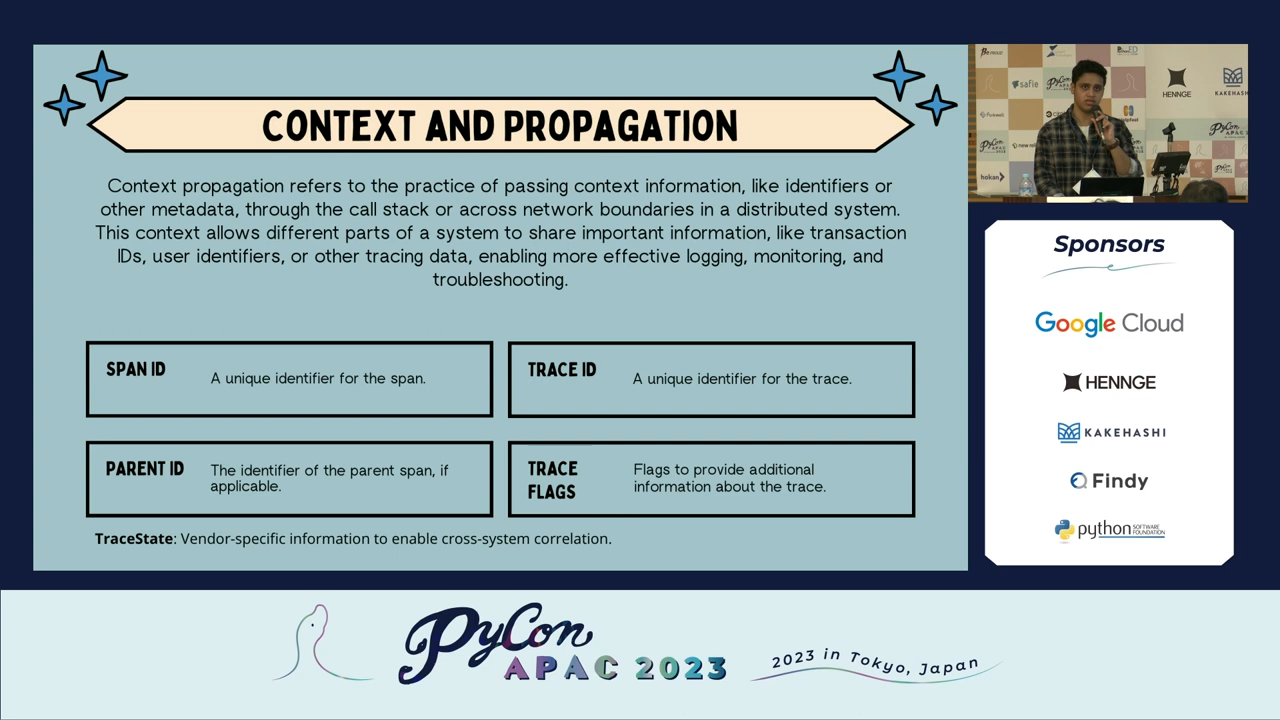 CONTEXT AND PROPAGATION
Context propagation refers to the practice of passing context information, like identifiers or
other metadata, through the call stack or across network boundaries in a distributed system.
This context allows different parts of a system to share important information, like transaction
IDs, user identifiers, or other tracing data, enabling more effective logging, monitoring, and
troubleshooting.
SPAN ID
A unique identifier for the span.
TRACE ID
A unique identifier for the trace.
PARENT ID
The identifier of the parent span, if
applicable.
TRACE
FLAGS
Flags to provide additional
information about the trace.
TraceState: Vendor-specific information to enable cross-system correlation.
safie
HENNGE
KAKEHASHI
hokan
Sponsors
Google Cloud
HENNGE
KAKEHASHI
Findy
python SOFTWARE
FOUNDATION
PyCon
APAC 2023
2023 in Tokyo, Japan